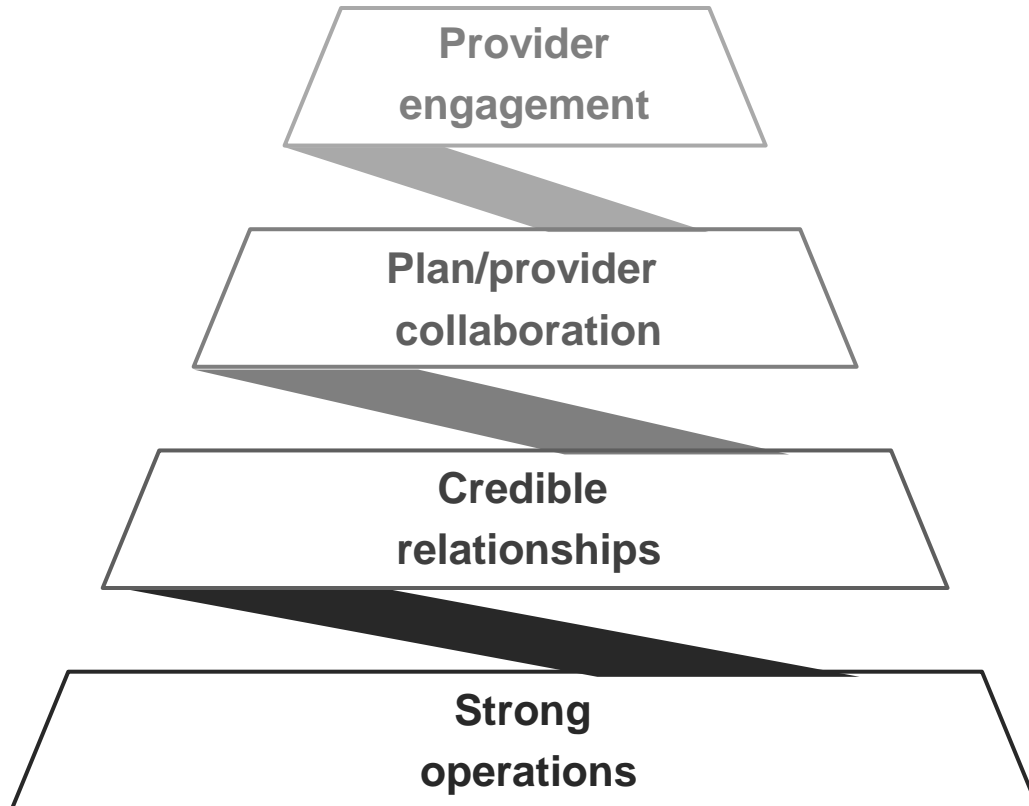 Provider
engagement
Plan/provider
collaboration
Credible
relationships
Strong
operations